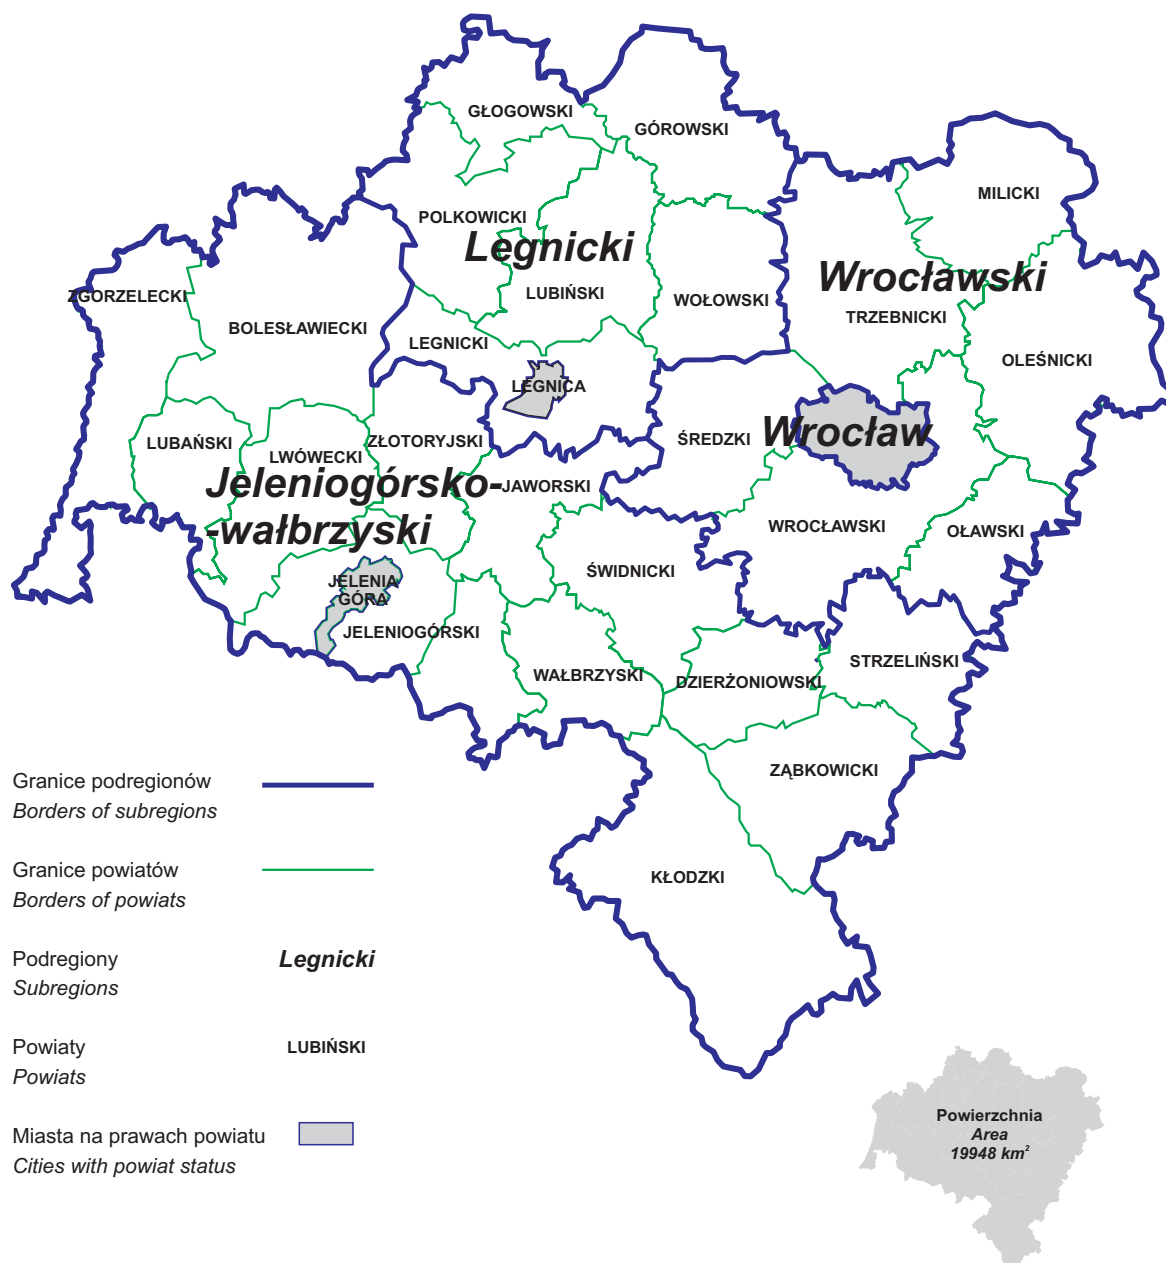 GŁOGOWSKI
GÓROWSKI
MILICKI
POLKOWICKI
Legnicki
Wrocławski
ZGORZELECKI
LUBIŃSKI
WOŁOWSKI
TRZEBNICKI
BOLESŁAWIECKI
LEGNICKI
OLEŚNICKI
LEGNICA
LUBAŃSKI
LWÓWECKI
ZŁOTORYJSKI
ŚREDZKI
Wrocław
Jeleniogórsko-
-wałbrzyski
JAWORSKI
WROCŁAWSKI
OŁAWSKI
ŚWIDNICKI
JELENIA
GÓRA
JELENIOGÓRSKI
WAŁBRZYSKI
DZIERŻONIOWSKI
STRZELIŃSKI
ZĄBKOWICKI
KŁODZKI
Granice podregionów
Borders of subregions
Granice powiatów
Borders of powiats
Podregiony
Subregions
Legnicki
Powiaty
Powiats
LUBIŃSKI
Miasta na prawach powiatu
Cities with powiat status
Powierzchnia
Area
19948 km²